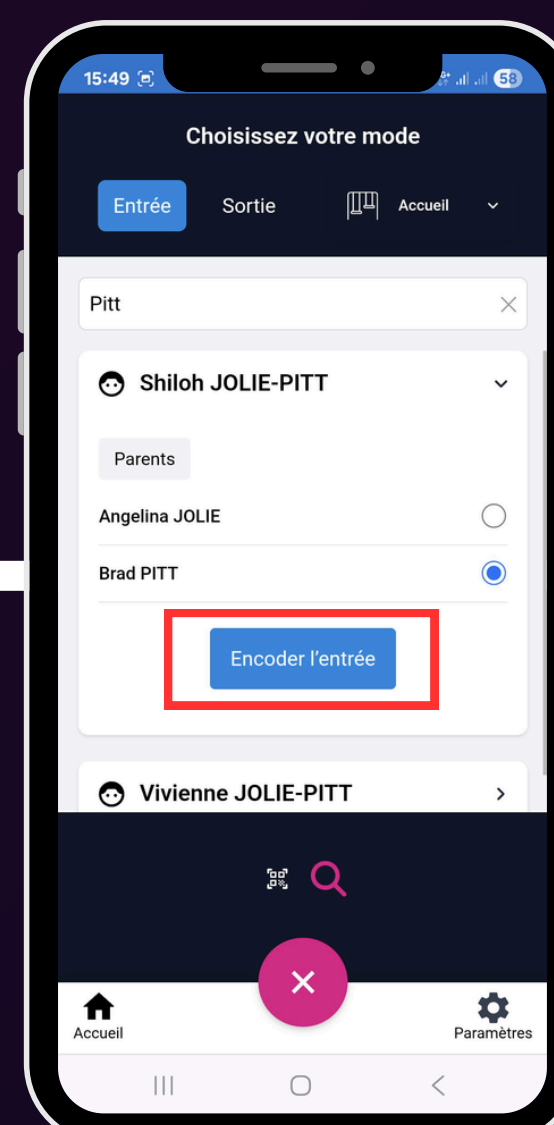 15:49
58
Choisissez votre mode
Entrée Sortie Accueil
Pitt
Shiloh JOLIE-PITT
Parents
Angelina JOLIE
Brad PITT
Encoder l’entrée
Vivienne JOLIE-PITT
Accueil
Paramètres